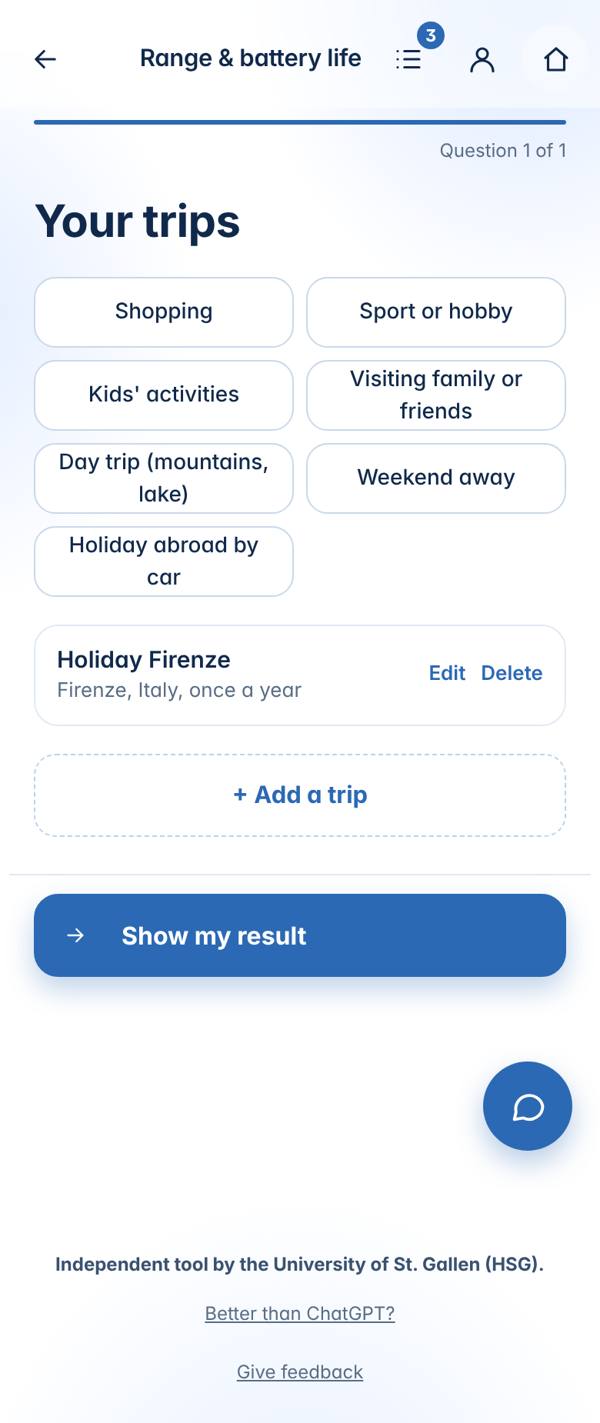 Range & battery life
3
Question 1 of 1
Your trips
Shopping
Sport or hobby
Kids' activities
Visiting family or
friends
Day trip (mountains,
lake)
Weekend away
Holiday abroad by
car
Holiday Firenze
Firenze, Italy, once a year
Edit Delete
+ Add a trip
→ Show my result
Independent tool by the University of St. Gallen (HSG).
Better than ChatGPT?
Give feedback